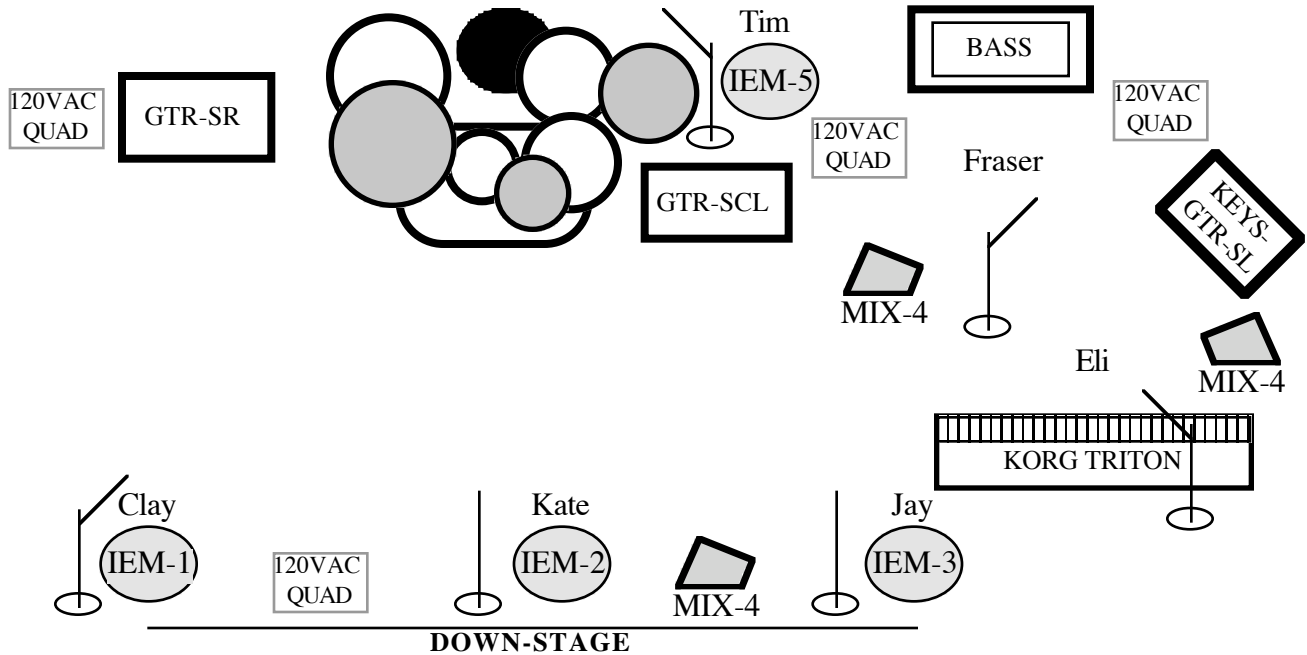 Tim
IEM-5
BASS
120VAC
QUAD
GTR-SR
120VAC
QUAD
120VAC
QUAD
Fraser
GTR-SCL
KEYS-
GTR-SL
MIX-4
Eli
MIX-4
KORG TRITON
Clay
IEM-1
120VAC
QUAD
Kate
IEM-2
MIX-4
Jay
IEM-3
DOWN-STAGE